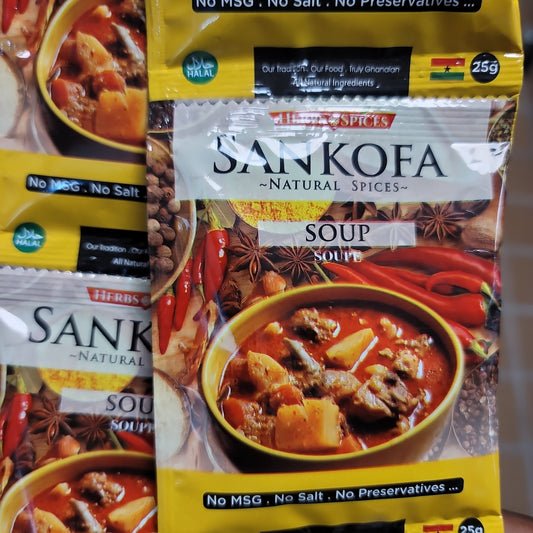 No MSG . No Salt . No Preservatives ...
حلال
HALAL
Our Tradition . Our Food . Truly Ghanaian
All Natural Ingredients
25g
HERBS & SPICES
SANKOFA
~NATURAL SPICES~
SOUP
SOUPE
No MSG . No Salt . No Preservatives ...
25g
No MSG . No Salt
حلال
HALAL
Our Tradition . Our
All Natural
HERBS
SANK
~NATURAL
SOU
SOUPE